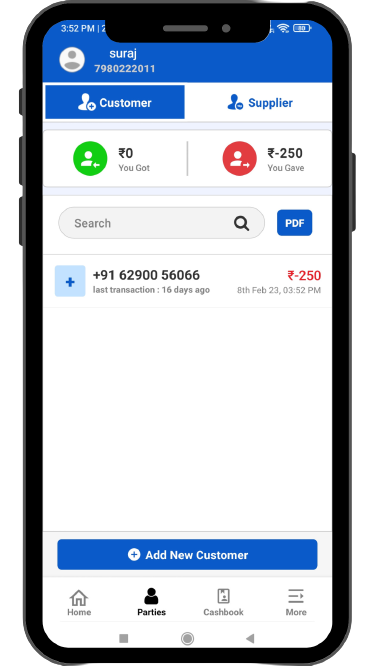 3:52 PM | 2
80
suraj
7980222011
Customer
Supplier
₹0
You Got
₹-250
You Gave
Search
PDF
+
+91 62900 56066
₹-250
last transaction : 16 days ago
8th Feb 23, 03:52 PM
Add New Customer
Home
Parties
Cashbook
More